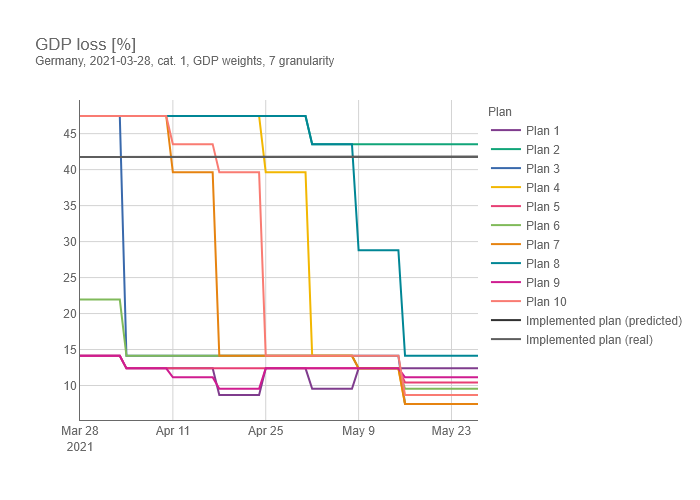 GDP loss [%]
Germany, 2021-03-28, cat. 1, GDP weights, 7 granularity
45
40
35
30
25
20
15
10
Mar 28
2021
Apr 11
Apr 25
May 9
May 23
Plan
Plan 1
Plan 2
Plan 3
Plan 4
Plan 5
Plan 6
Plan 7
Plan 8
Plan 9
Plan 10
Implemented plan (predicted)
Implemented plan (real)